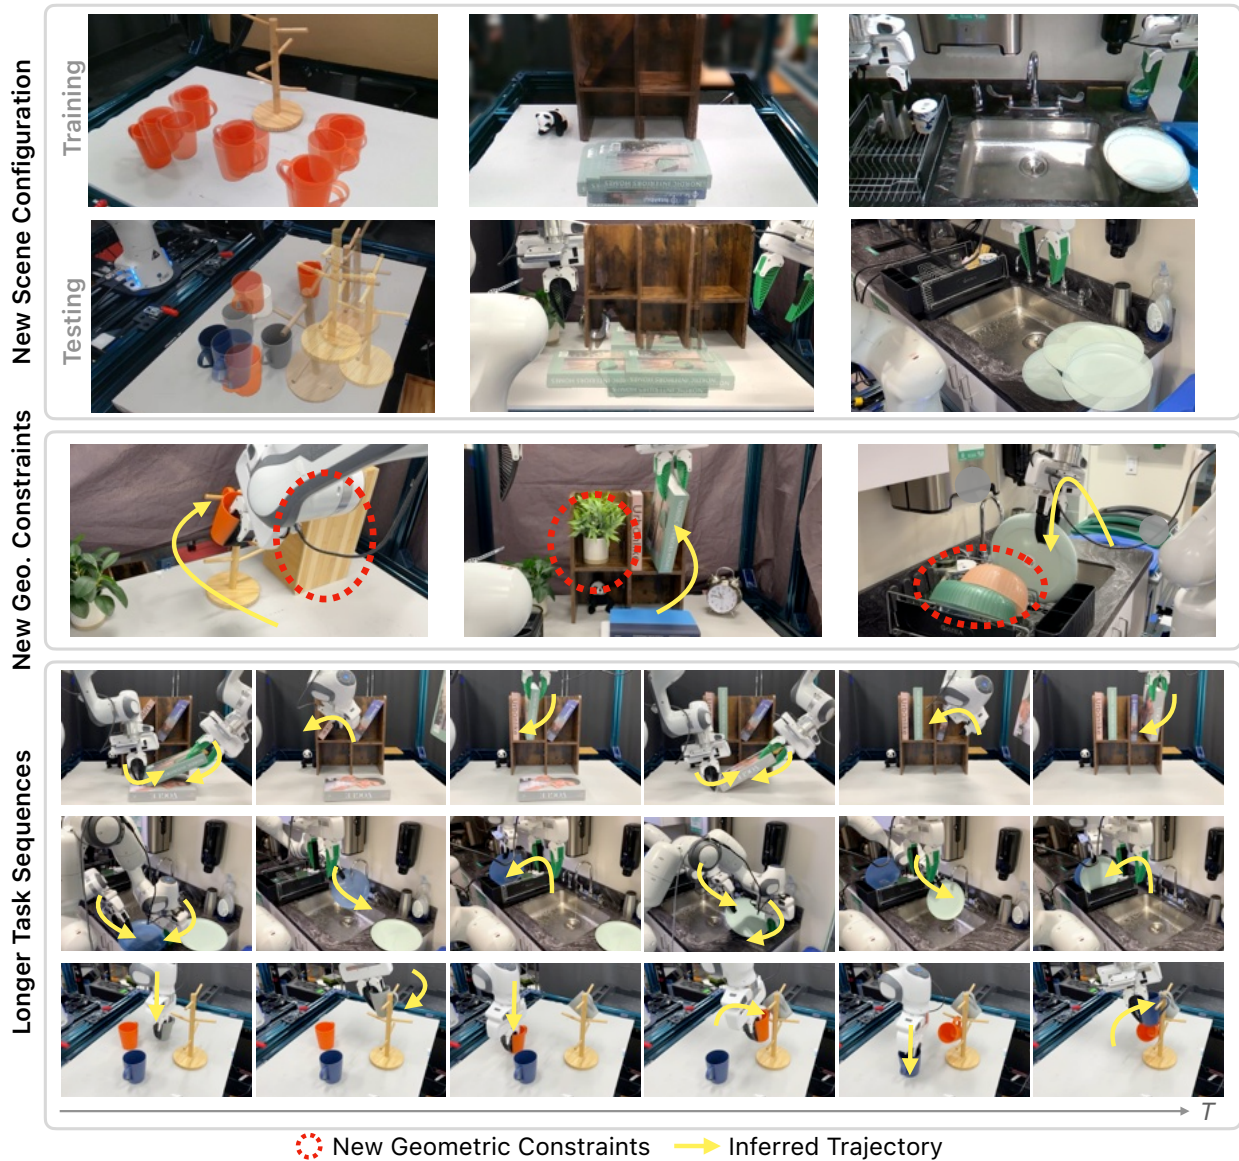 New Scene Configuration
Training
Testing
New Geo. Constraints
Longer Task Sequences
T
New Geometric Constraints
Inferred Trajectory